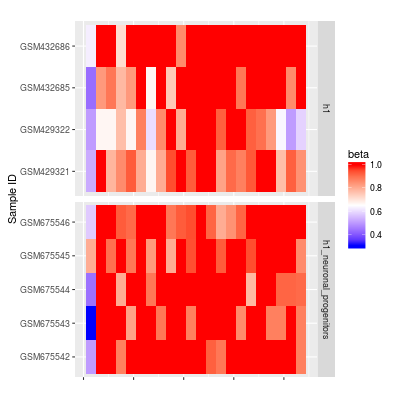 GSM432686
GSM432685
GSM429322
GSM429321
h1
GSM675546
GSM675545
GSM675544
GSM675543
GSM675542
h1_neuronal_progenitors
Sample ID
beta
1.0
0.8
0.6
0.4